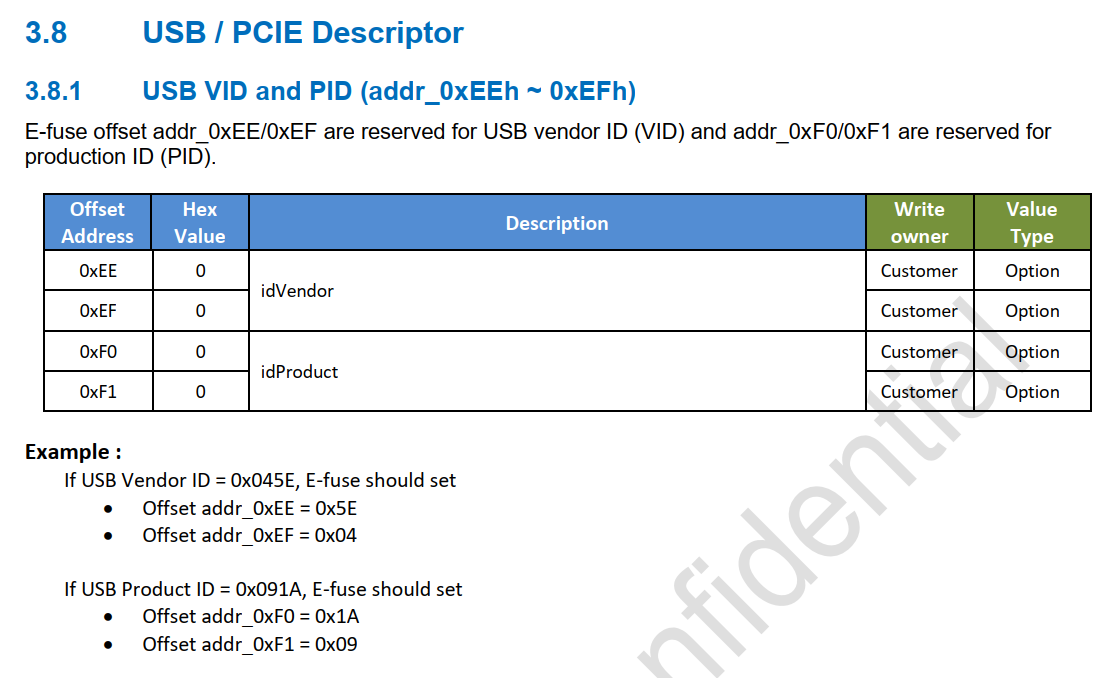 3.8 USB / PCIE Descriptor
3.8.1 USB VID and PID (addr_0xEEh ~ 0xEFh)
E-fuse offset addr_0xEE/0xEF are reserved for USB vendor ID (VID) and addr_0xF0/0xF1 are reserved for
production ID (PID).
Offset Address Hex Value Description Write owner Value Type
0xEE 0 idVendor Customer Option
0xEF 0 Customer Option
0xF0 0 idProduct Customer Option
0xF1 0 Customer Option
Example :
If USB Vendor ID = 0x045E, E-fuse should set
• Offset addr_0xEE = 0x5E
• Offset addr_0xEF = 0x04
If USB Product ID = 0x091A, E-fuse should set
• Offset addr_0xF0 = 0x1A
• Offset addr_0xF1 = 0x09
nfidential